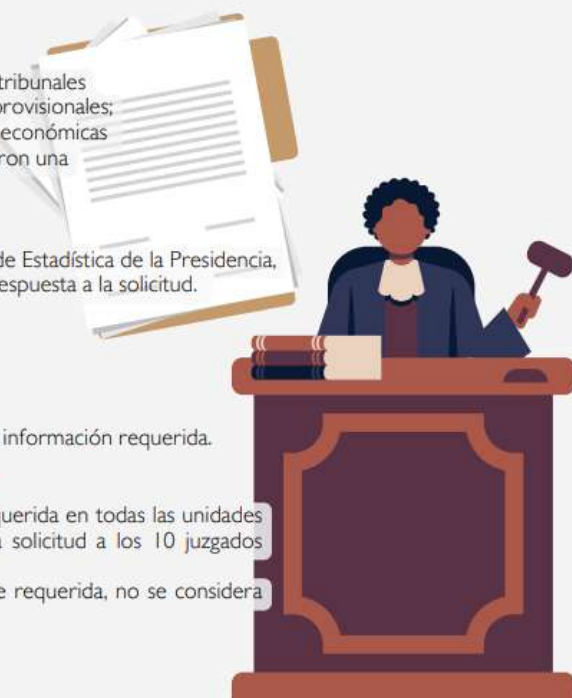 tribunales
provisionales;
económicas
ron una
de Estadística de la Presidencia,
espuesta a la solicitud.
información requerida.
querida en todas las unidades
a solicitud a los 10 juzgados
e requerida, no se considera